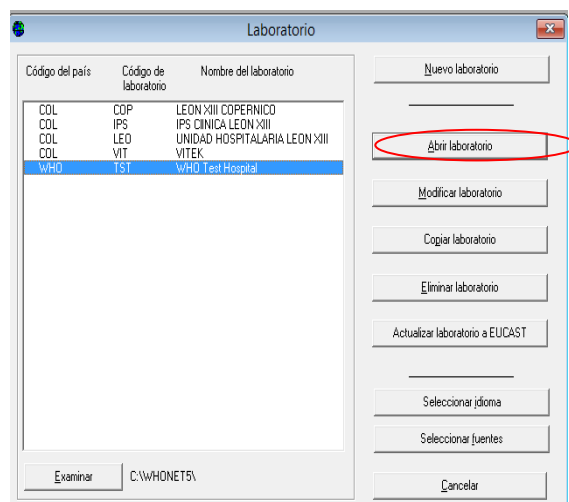 Laboratorio
Código del país Código de laboratorio Nombre del laboratorio
COL COP LEON XIII COPERNICO
COL IPS IPS ClINICA LEON XIII
COL LEO UNIDAD HOSPITALARIA LEON XIII
COL VIT VITEK
WHO TST WHO Test Hospital
Examinar C:\WHONET5\
Nuevo laboratorio
Abrir laboratorio
Modificar laboratorio
Copiar laboratorio
Eliminar laboratorio
Actualizar laboratorio a EUCAST
Seleccionar idioma
Seleccionar fuentes
Cancelar